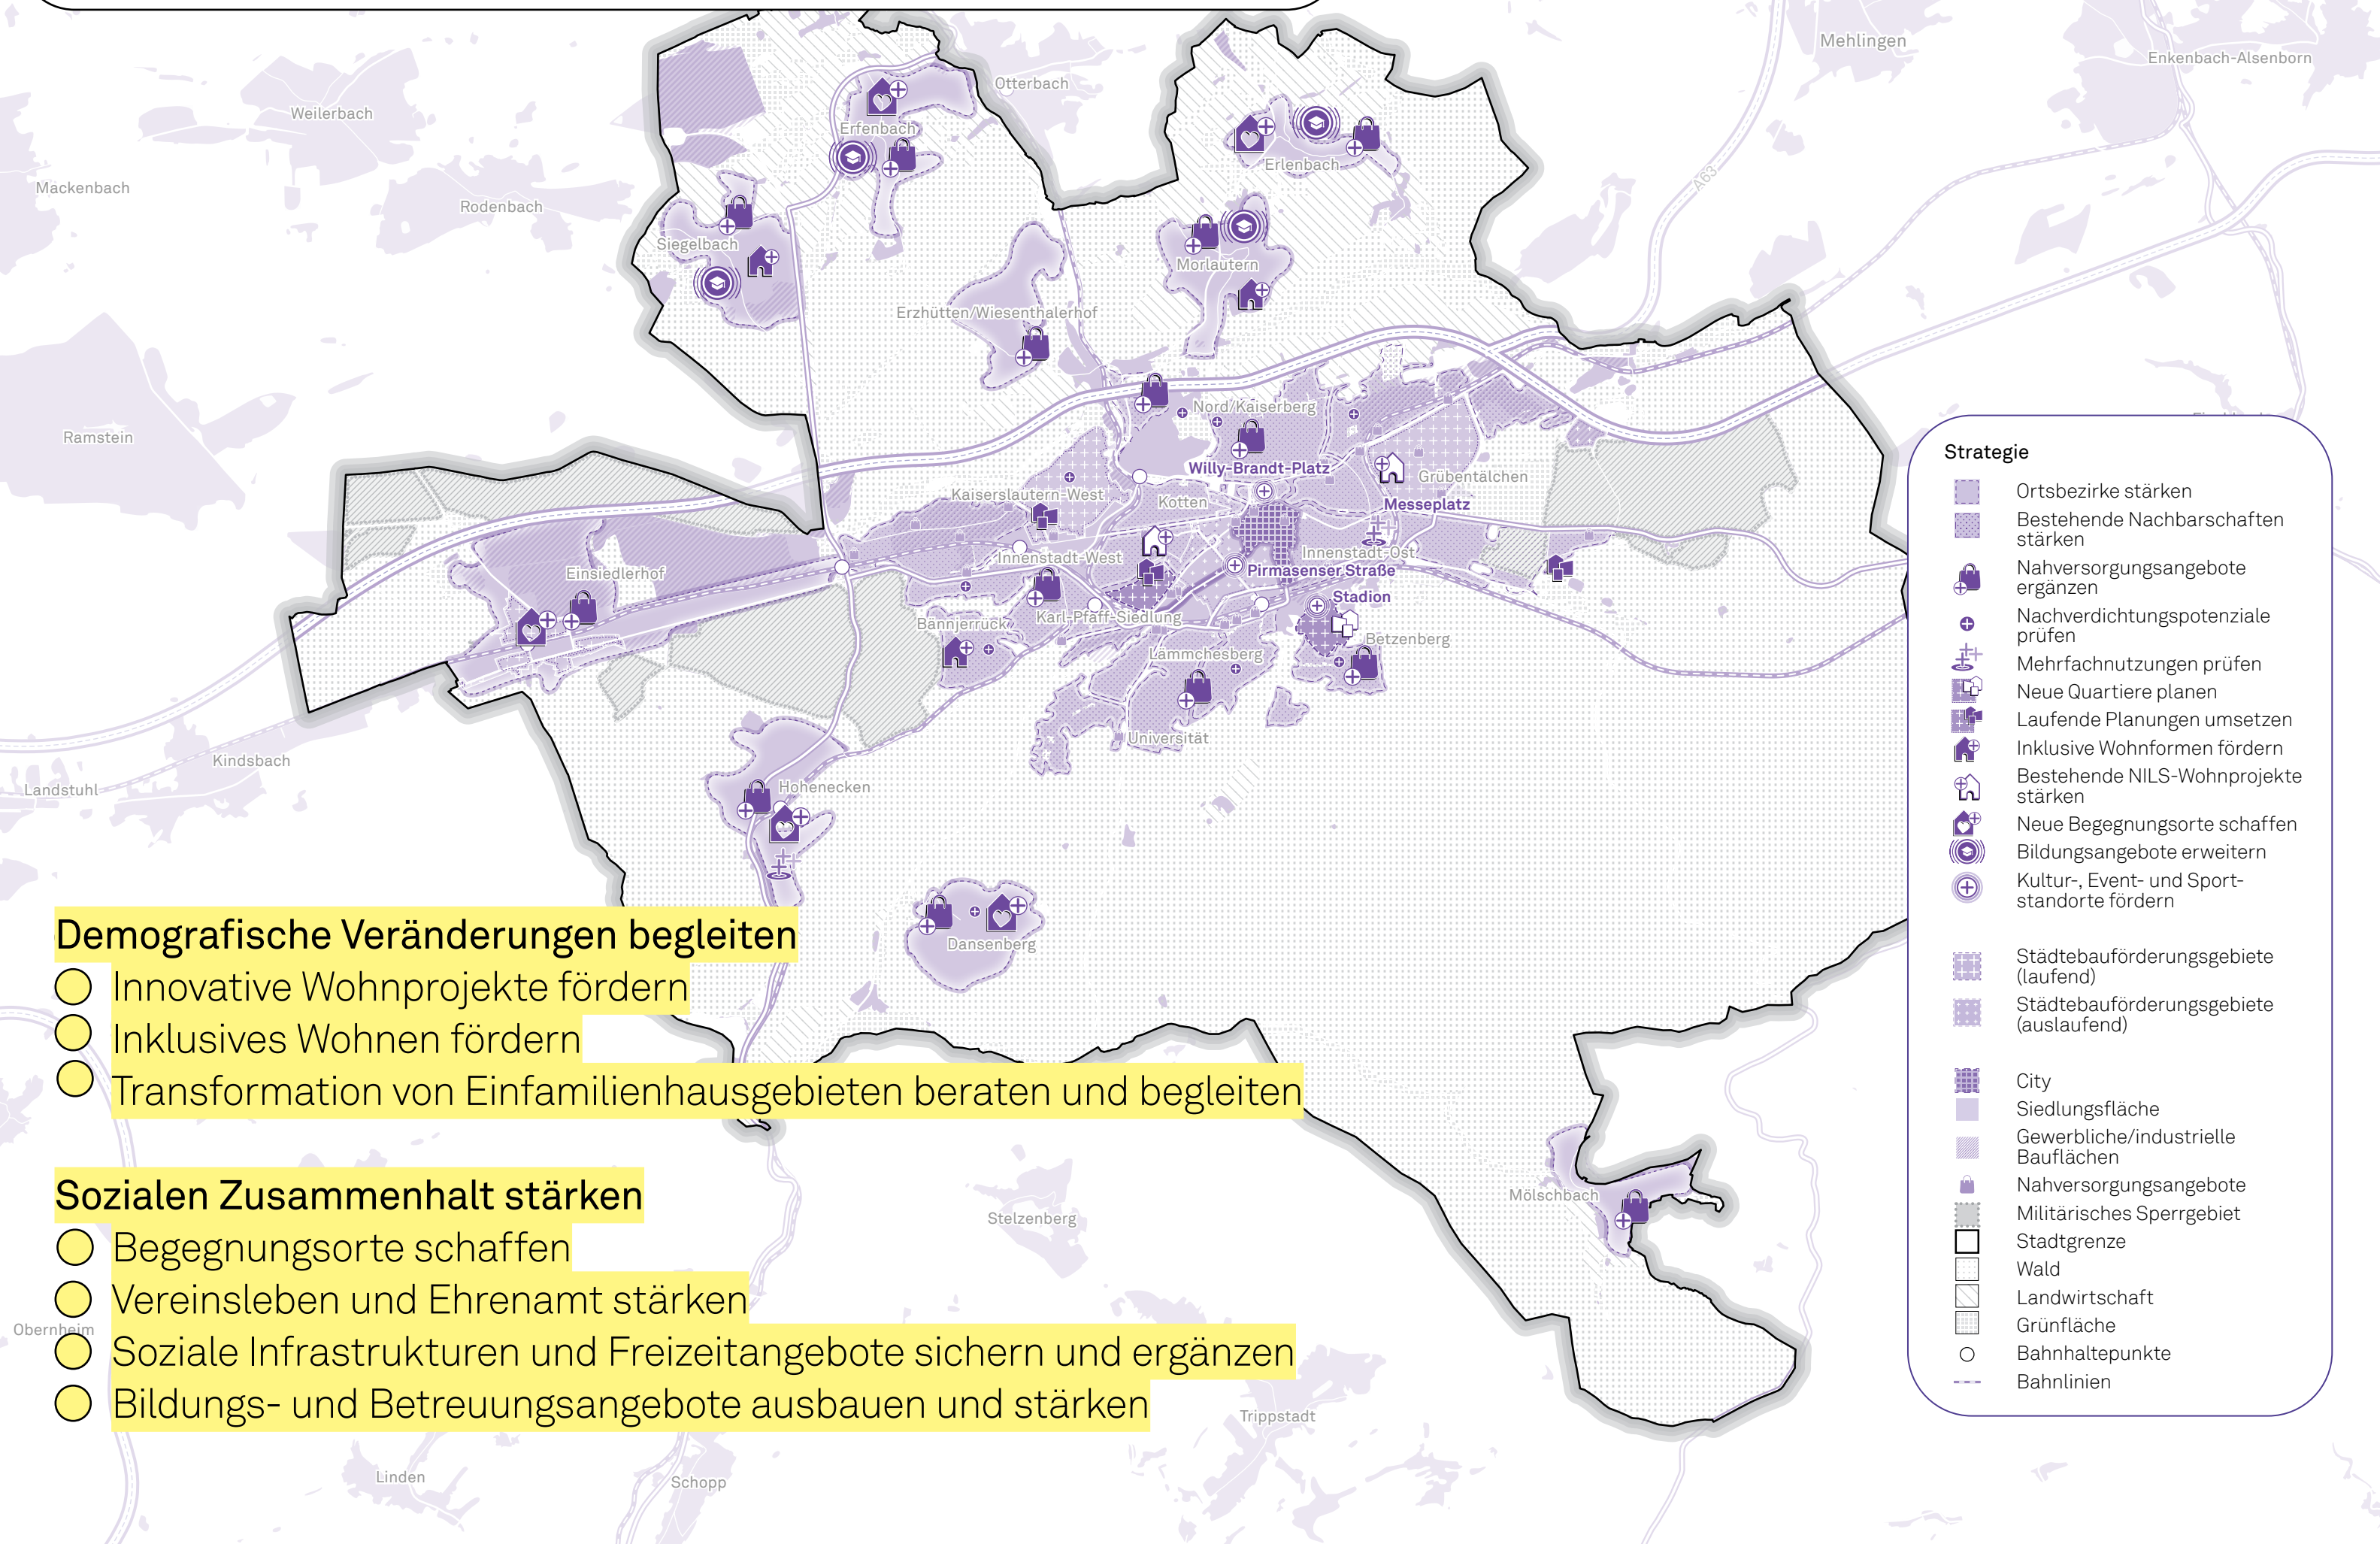 Mehlingen
Enkenbach-Alsenborn
Otterbach
Weilerbach
Erfenbach
Erlenbach
A63
Mackenbach
Rodenbach
Siegelbach
Morlautern
Erzhütten/Wiesenthalerhof
Ramstein
Nord/Kaiserberg
Willy-Brandt-Platz
Grübentälchen
Kaiserslautern-West
Kotten
Messeplatz
Innenstadt-West
Innenstadt-Ost
Einsiedlerhof
Pirmasenser Straße
Stadion
Bännjerrück
Karl-Pfaff-Siedlung
Betzenberg
Lämmchesberg
Universität
Kindsbach
Landstuhl
Hohenecken
Dansenberg
Mölschbach
Stelzenberg
Obernheim
Trippstadt
Linden
Schopp
Demografische Veränderungen begleiten
Innovative Wohnprojekte fördern
Inklusives Wohnen fördern
Transformation von Einfamilienhausgebieten beraten und begleiten
Sozialen Zusammenhalt stärken
Begegnungsorte schaffen
Vereinsleben und Ehrenamt stärken
Soziale Infrastrukturen und Freizeitangebote sichern und ergänzen
Bildungs- und Betreuungsangebote ausbauen und stärken
Strategie
Ortsbezirke stärken
Bestehende Nachbarschaften
stärken
Nahversorgungsangebote
ergänzen
Nachverdichtungspotenziale
prüfen
Mehrfachnutzungen prüfen
Neue Quartiere planen
Laufende Planungen umsetzen
Inklusive Wohnformen fördern
Bestehende NILS-Wohnprojekte
stärken
Neue Begegnungsorte schaffen
Bildungsangebote erweitern
Kultur-, Event- und Sport-
standorte fördern
Städtebauförderungsgebiete
(laufend)
Städtebauförderungsgebiete
(auslaufend)
City
Siedlungsfläche
Gewerbliche/industrielle
Bauflächen
Nahversorgungsangebote
Militärisches Sperrgebiet
Stadtgrenze
Wald
Landwirtschaft
Grünfläche
Bahnhaltepunkte
Bahnlinien